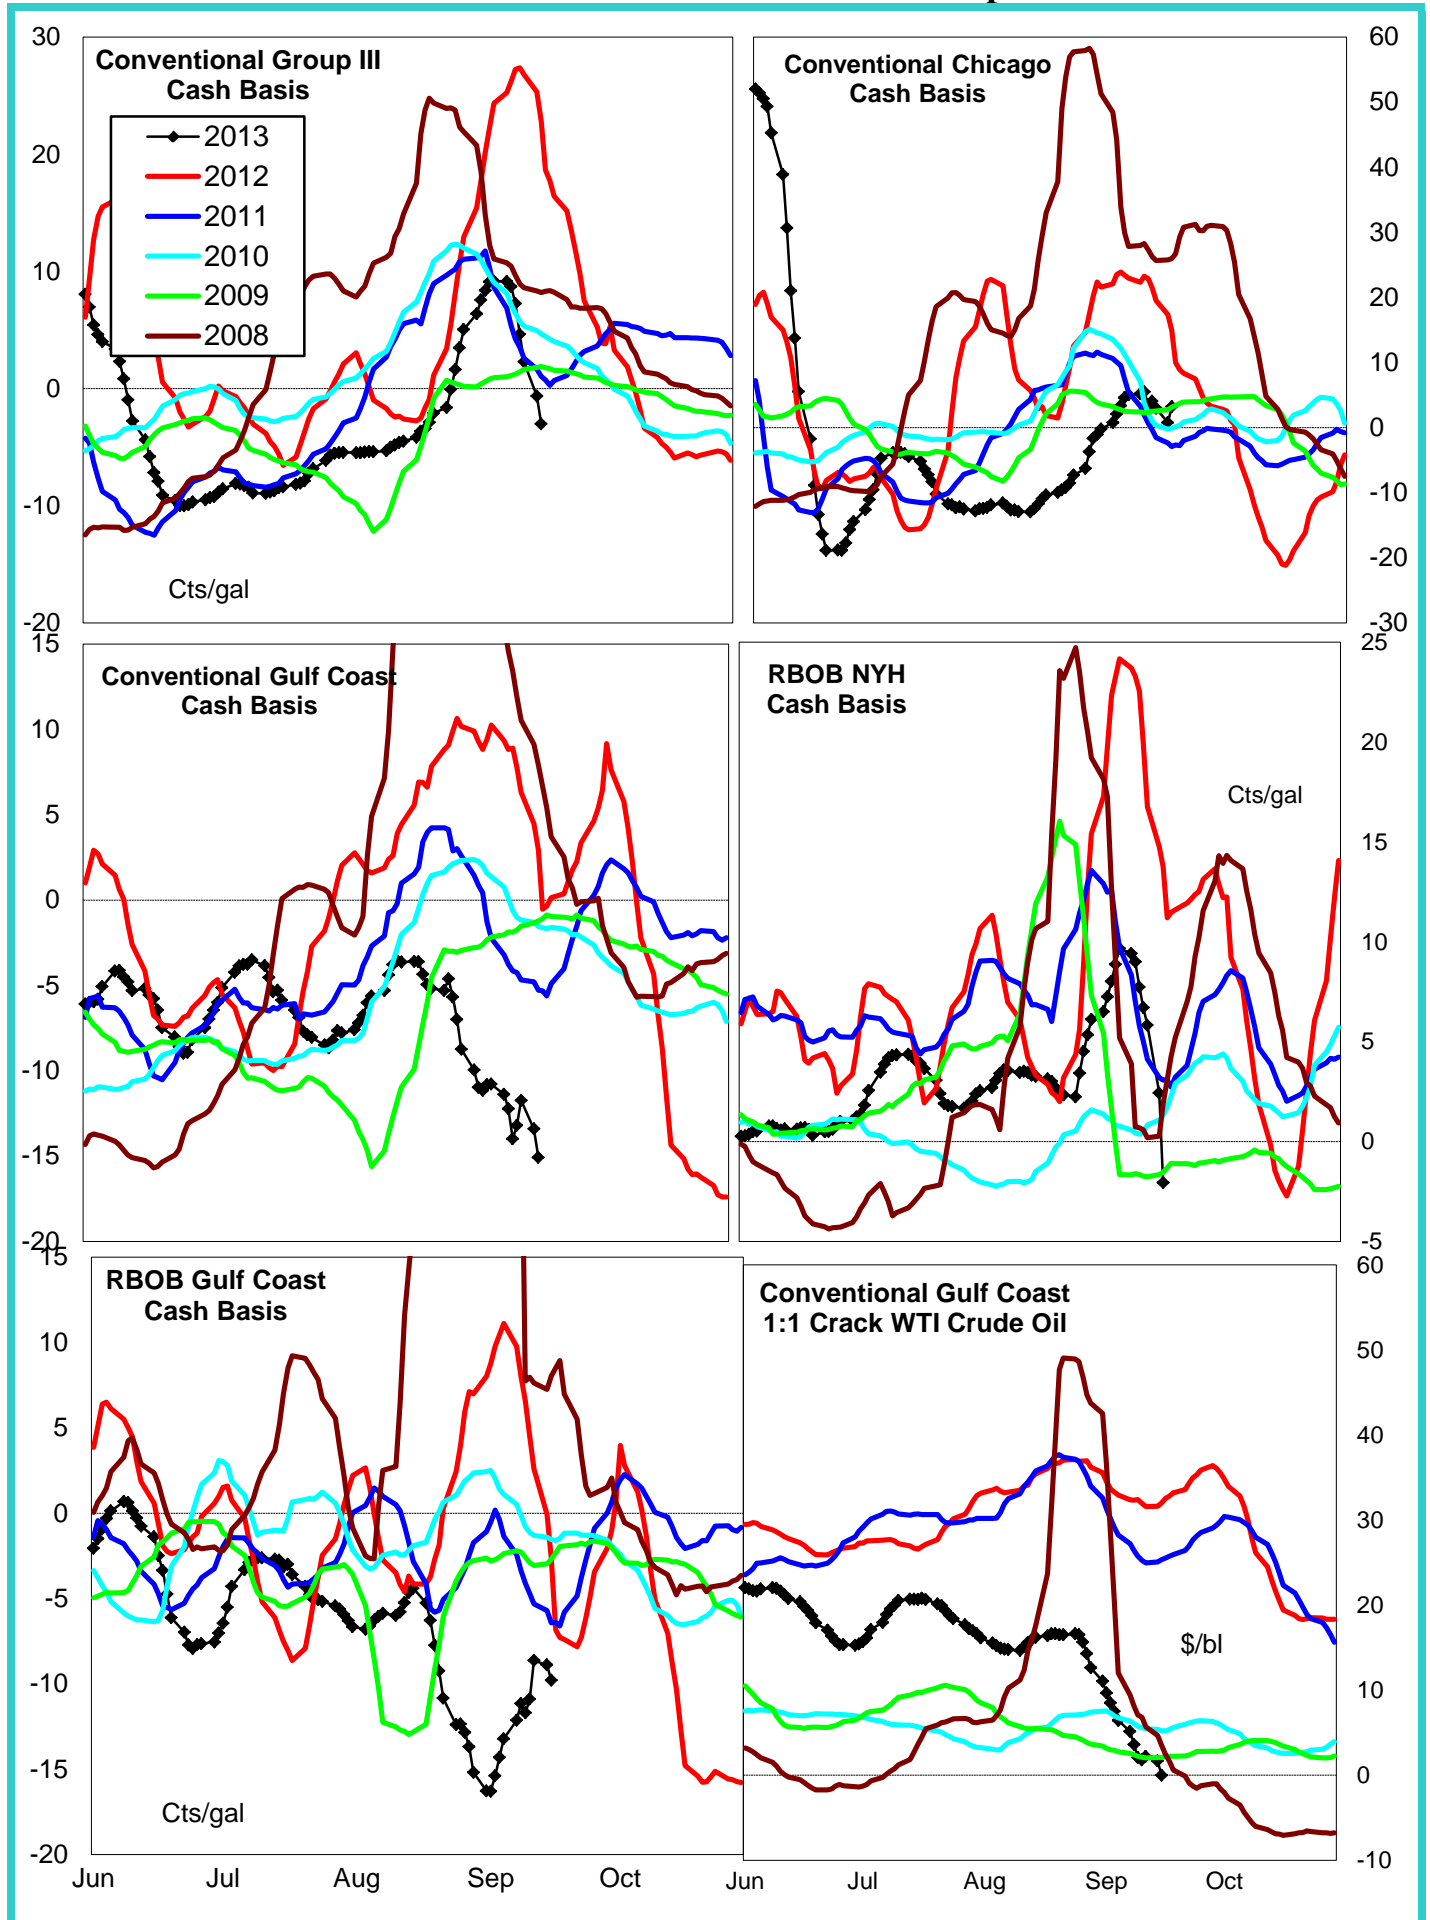 Conventional Group III
Cash Basis
30
20
10
0
-10
-20
2013
2012
2011
2010
2009
2008
Cts/gal
Conventional Chicago
Cash Basis
60
50
40
30
20
10
0
-10
-20
-30
Conventional Gulf Coast
Cash Basis
15
10
5
0
-5
-10
-15
-20
RBOB NYH
Cash Basis
Cts/gal
25
20
15
10
5
0
-5
RBOB Gulf Coast
Cash Basis
15
10
5
0
-5
-10
-15
-20
Cts/gal
Jun Jul Aug Sep Oct
Conventional Gulf Coast
1:1 Crack WTI Crude Oil
60
50
40
30
20
10
0
-10
$/bl
Jun Jul Aug Sep Oct